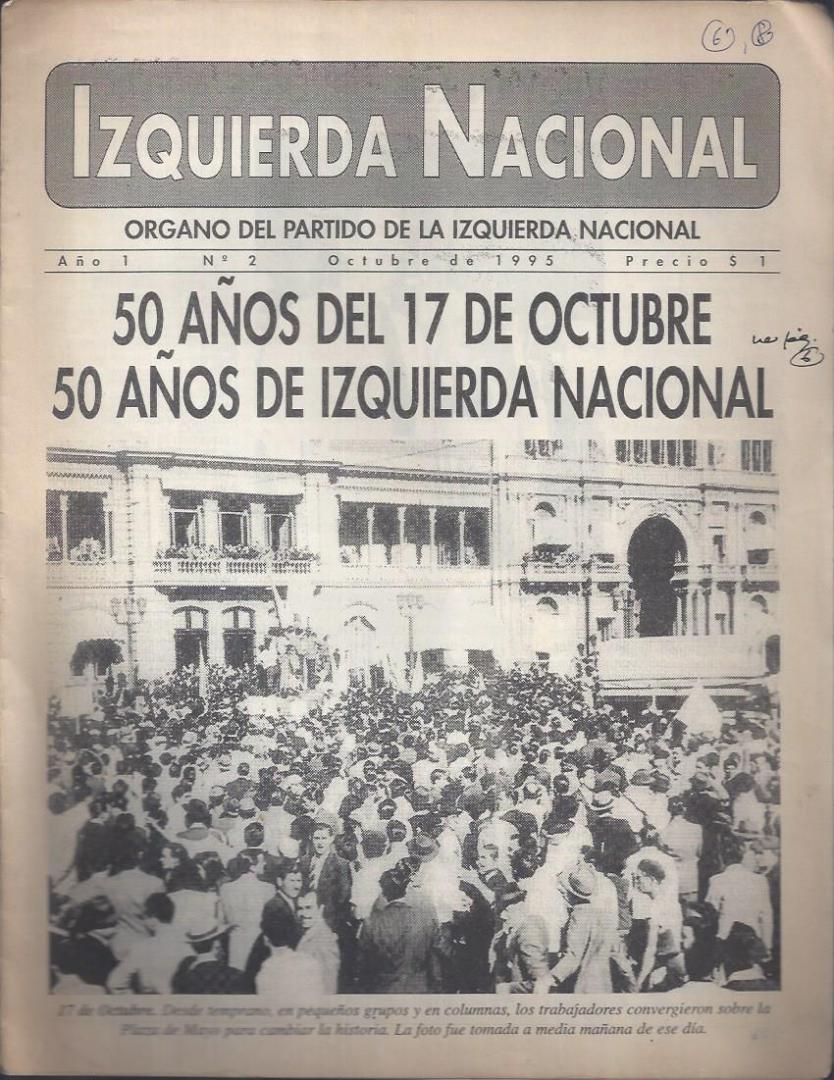 6, 8
IZQUIERDA NACIONAL
ORGANO DEL PARTIDO DE LA IZQUIERDA NACIONAL
Año 1 Nº 2 Octubre de 1995 Precio $ 1
50 AÑOS DEL 17 DE OCTUBRE
50 AÑOS DE IZQUIERDA NACIONAL
17 de Octubre. Desde temprano, en pequeños grupos y en columnas, los trabajadores convergieron sobre la
Plaza de Mayo para cambiar la historia. La foto fue tomada a media mañana de ese día.